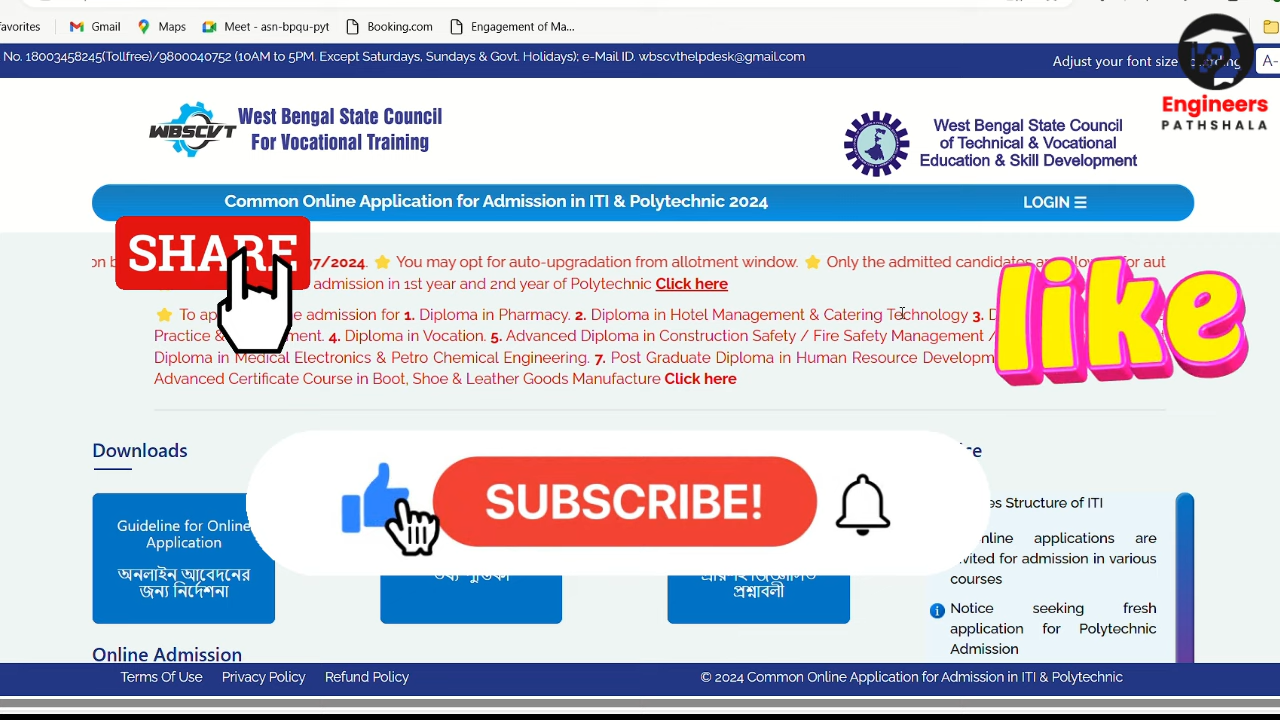 avorites
Gmail
Maps
Meet - asn-bpqu-pyt
Booking.com
Engagement of Ma...
No. 18003458245(Tollfree)/9800040752 (10AM to 5PM. Except Saturdays, Sundays & Govt. Holidays); e-Mail ID. wbscvthelpdesk@gmail.com
Adjust your font size
A-
Engineers
PATHSHALA
WBSCVT
West Bengal State Council
For Vocational Training
West Bengal State Council
of Technical & Vocational
Education & Skill Development
Common Online Application for Admission in ITI & Polytechnic 2024
LOGIN ☰
on b 07/2024. ⭐ You may opt for auto-upgradation from allotment window. ⭐ Only the admitted candidates a for aut
SHARE
like
admission in 1st year and 2nd year of Polytechnic Click here
⭐ To ap e admission for 1. Diploma in Pharmacy. 2. Diploma in Hotel Management & Catering Technology 3. D
Practice & ment. 4. Diploma in Vocation. 5. Advanced Diploma in Construction Safety / Fire Safety Management /
Diploma in Medical Electronics & Petro Chemical Engineering. 7. Post Graduate Diploma in Human Resource Developm
Advanced Certificate Course in Boot, Shoe & Leather Goods Manufacture Click here
Downloads
ce
SUBSCRIBE!
Guideline for Online
Application
অনলাইন আবেদনের
জন্য নির্দেশনা
প্রশ্নাবলী
es Structure of ITI
nline applications are
vited for admission in various
courses
Notice seeking fresh
application for Polytechnic
Admission
Online Admission
Terms Of Use
Privacy Policy
Refund Policy
© 2024 Common Online Application for Admission in ITI & Polytechnic